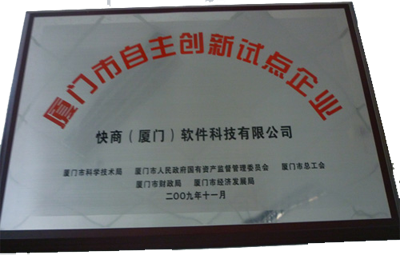 厦门市自主创新试点企业
快商（厦门）软件科技有限公司
厦门市科学技术局 厦门市人民政府国有资产监督管理委员会 厦门市总工会
厦门市财政局 厦门市经济发展局
二〇〇九年十一月